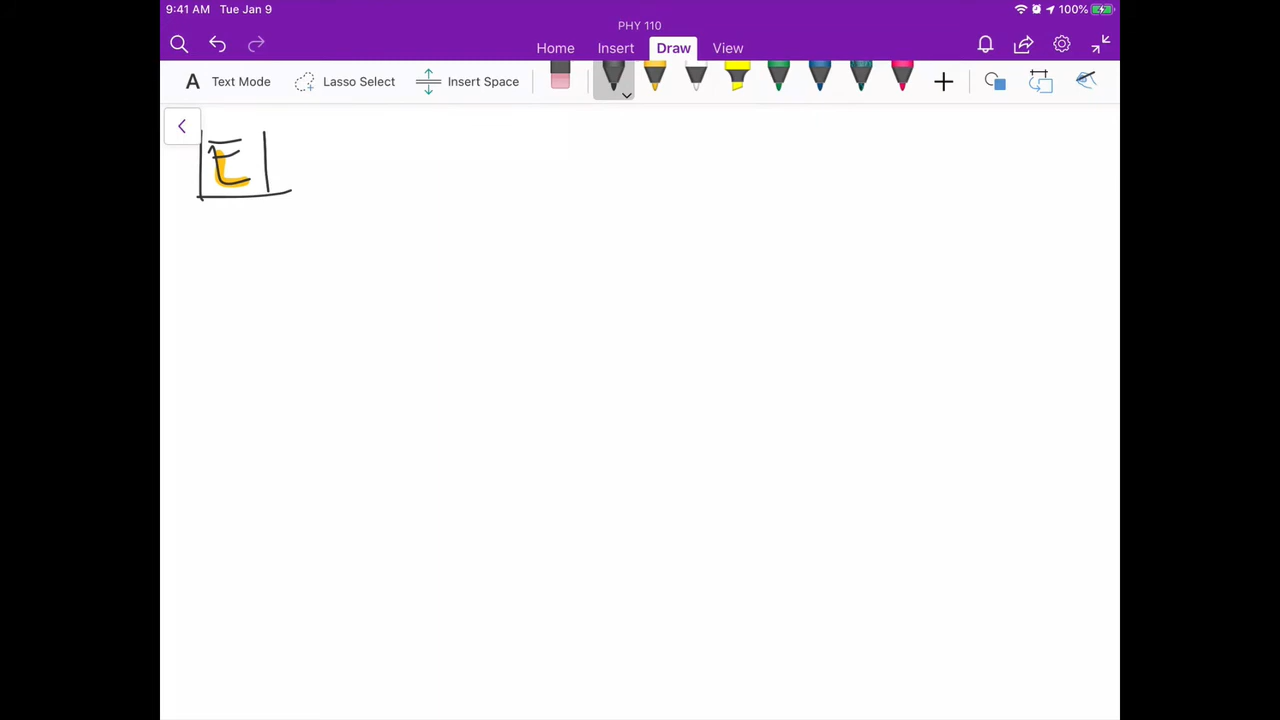 9:41 AM Tue Jan 9 100%
PHY 110
Home Insert Draw View
A Text Mode Lasso Select Insert Space
E